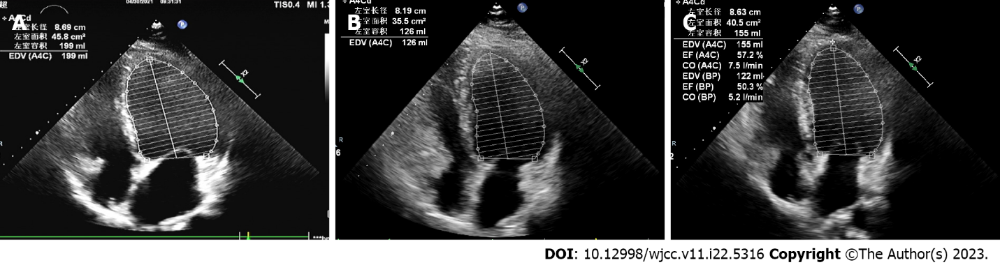 超
04/30/2021 09:31:31
TIS0.4 MI 1.3
A
A4Cd
左室长径 8.69 cm
左室面积 45.8 cm²
左室容积 199 ml
EDV (A4C) 199 ml
P
X2
R
***bp
B
左室长径 8.19 cm
左室面积 35.5 cm²
左室容积 126 ml
EDV (A4C) 126 ml
P
X2
R
6
C
A4Cd
左室长径 8.63 cm
左室面积 40.5 cm²
左室容积 155 ml
EDV (A4C) 155 ml
EF (A4C) 57.2 %
CO (A4C) 7.5 l/min
EDV (BP) 122 ml
EF (BP) 50.3 %
CO (BP) 5.2 l/min
P
X2
R
2
DOI: 10.12998/wjcc.v11.i22.5316 Copyright ©The Author(s) 2023.